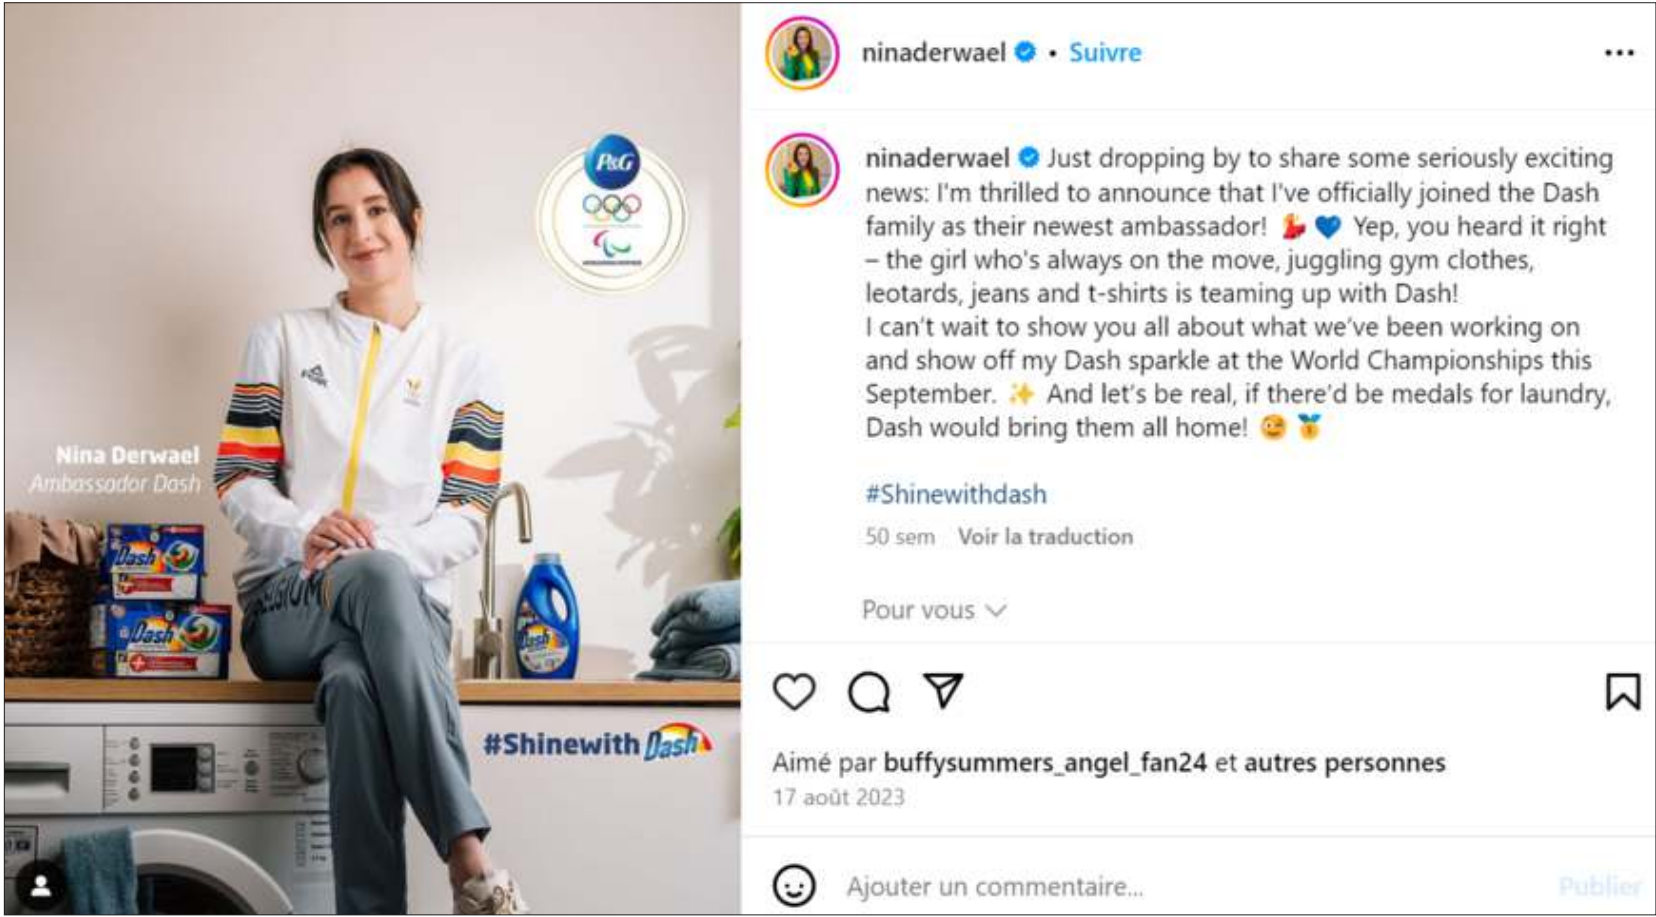 ninaderwael • Suivre
ninaderwael Just dropping by to share some seriously exciting
news: I'm thrilled to announce that I've officially joined the Dash
family as their newest ambassador! 💃 💙 Yep, you heard it right
– the girl who's always on the move, juggling gym clothes,
leotards, jeans and t-shirts is teaming up with Dash!
I can't wait to show you all about what we've been working on
and show off my Dash sparkle at the World Championships this
September. ✨ And let's be real, if there'd be medals for laundry,
Dash would bring them all home! 😉 🥇
#Shinewithdash
50 sem Voir la traduction
Pour vous
Aimé par buffysummers_angel_fan24 et autres personnes
17 août 2023
Ajouter un commentaire...
Publier
P&G
Nina Derwael
Ambassador Dash
Dash
Dash
Dash
BELGIUM
#Shinewith Dash